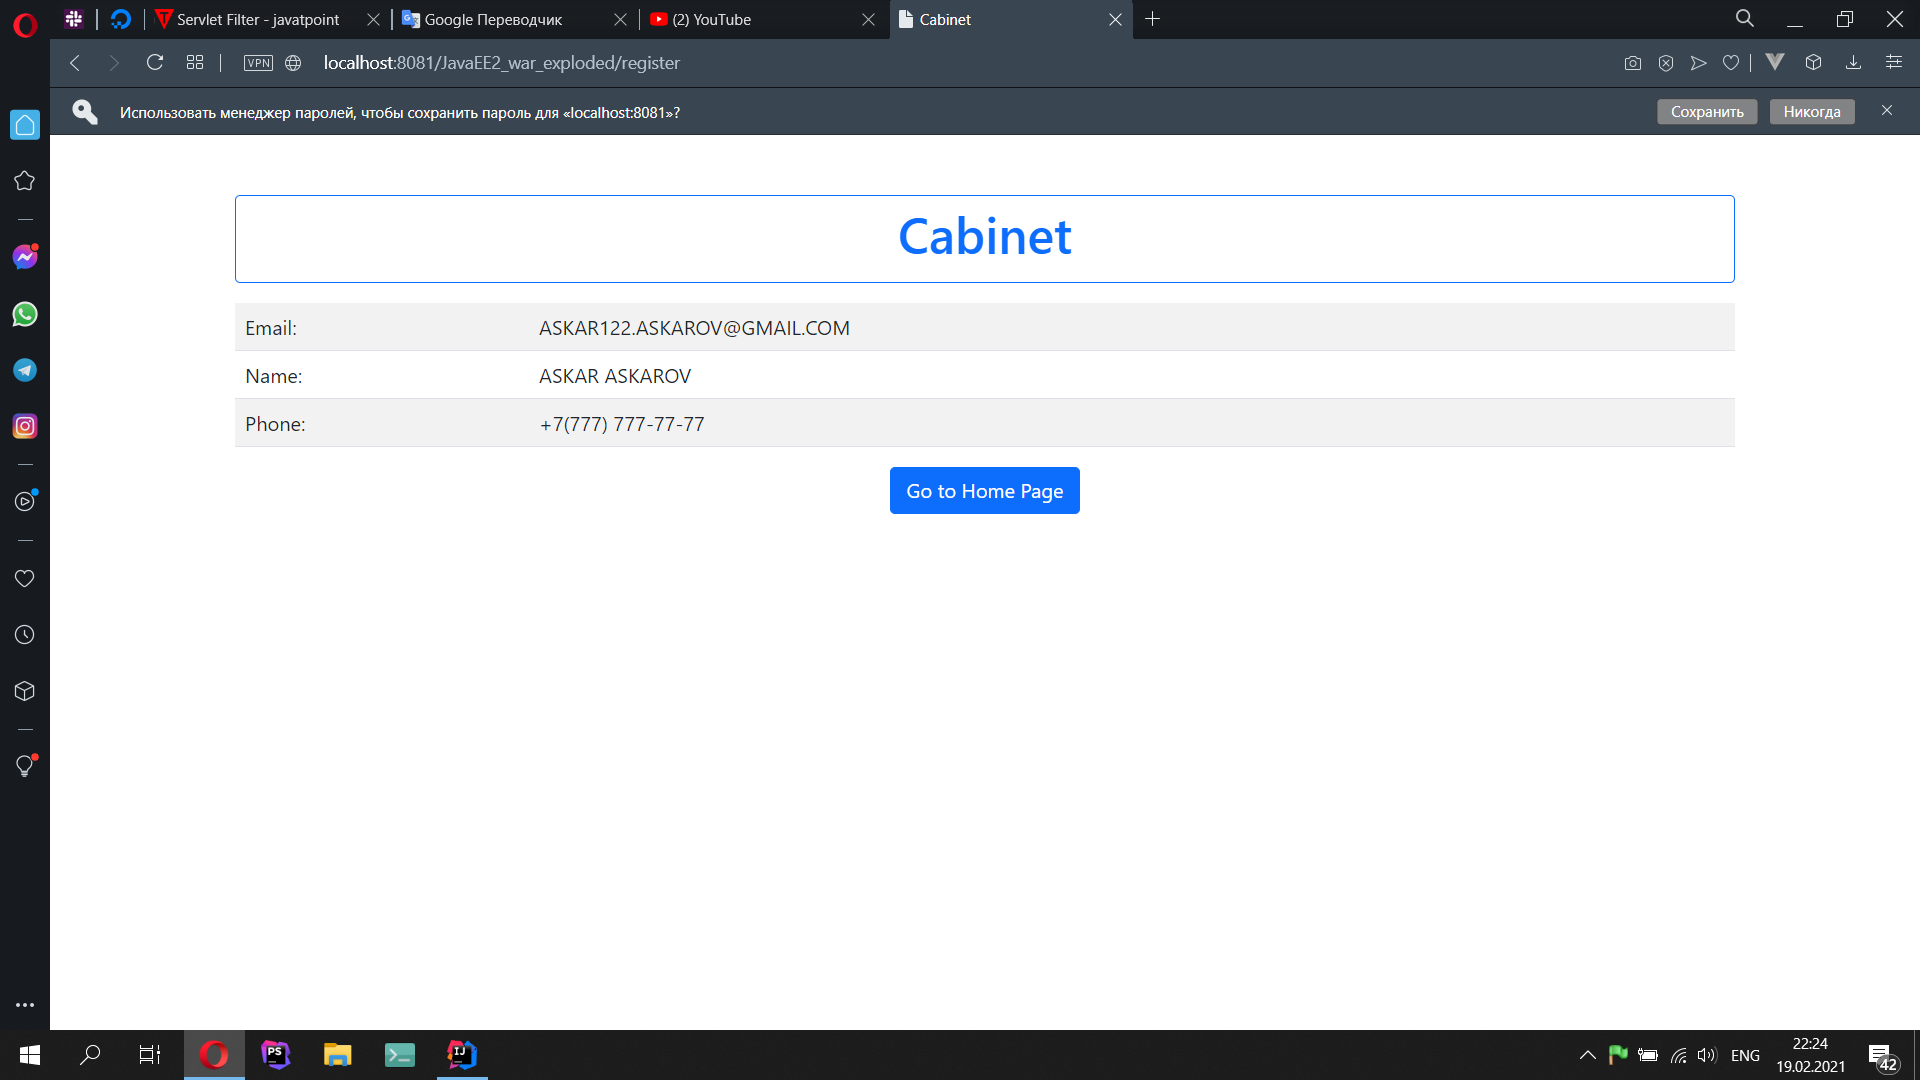 Servlet Filter - javatpoint
Google Переводчик
(2) YouTube
Cabinet
VPN
localhost:8081/JavaEE2_war_exploded/register
Использовать менеджер паролей, чтобы сохранить пароль для «localhost:8081»?
Сохранить
Никогда
Cabinet
Email: ASKAR122.ASKAROV@GMAIL.COM
Name: ASKAR ASKAROV
Phone: +7(777) 777-77-77
Go to Home Page
PS
IJ
ENG
22:24
19.02.2021
42